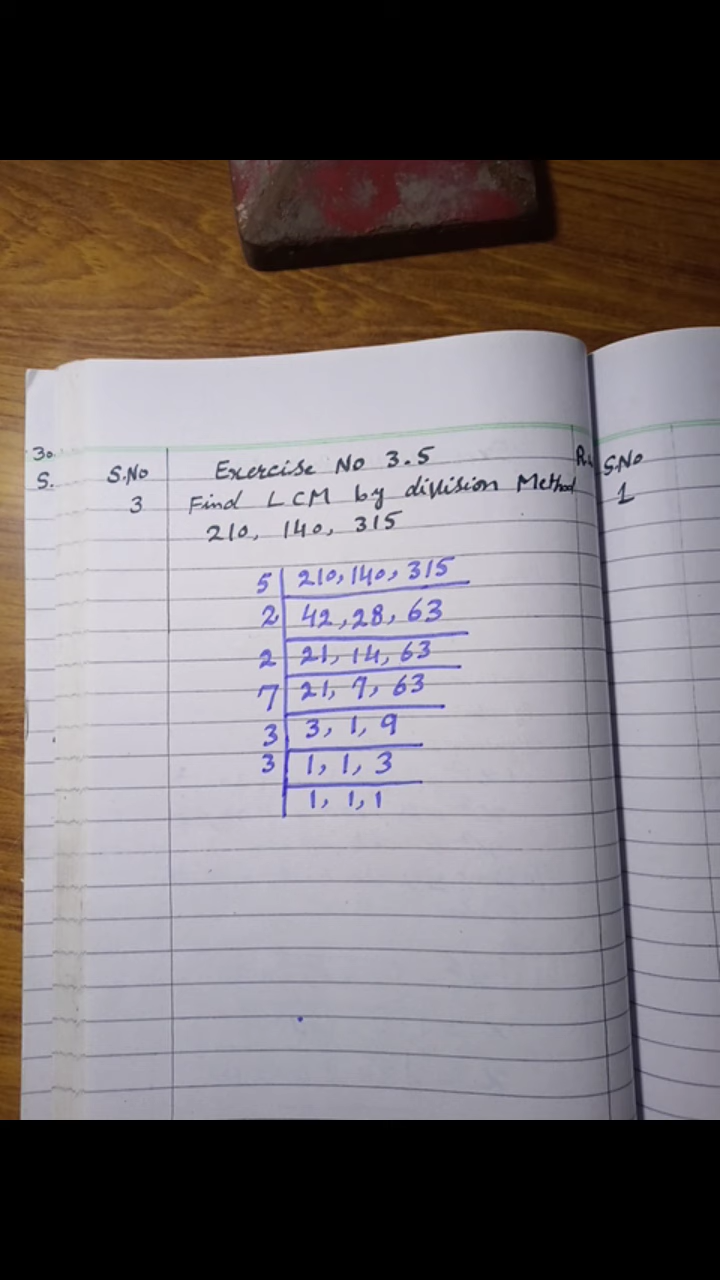 30.
S.
S.No
Exercise No 3.5
3
Find LCM by division Method
210, 140, 315
5 | 210, 140, 315
2 | 42, 28, 63
2 | 21, 14, 63
7 | 21, 7, 63
3 | 3, 1, 9
3 | 1, 1, 3
1, 1, 1
S.No
1